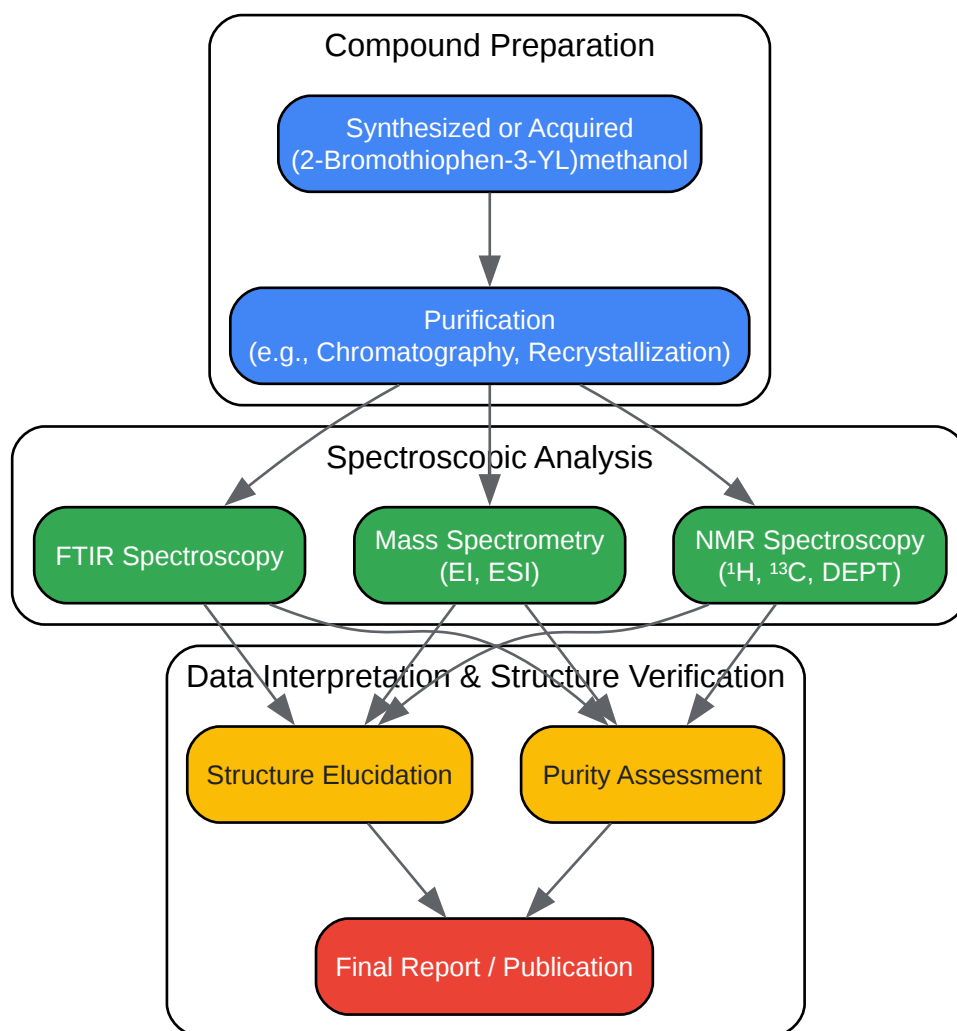 Compound Preparation
Synthesized or Acquired
(2-Bromothiophen-3-YL)methanol
Purification
(e.g., Chromatography, Recrystallization)
Spectroscopic Analysis
FTIR Spectroscopy
Mass Spectrometry
(EI, ESI)
NMR Spectroscopy
(¹H, ¹³C, DEPT)
Data Interpretation & Structure Verification
Structure Elucidation
Purity Assessment
Final Report / Publication